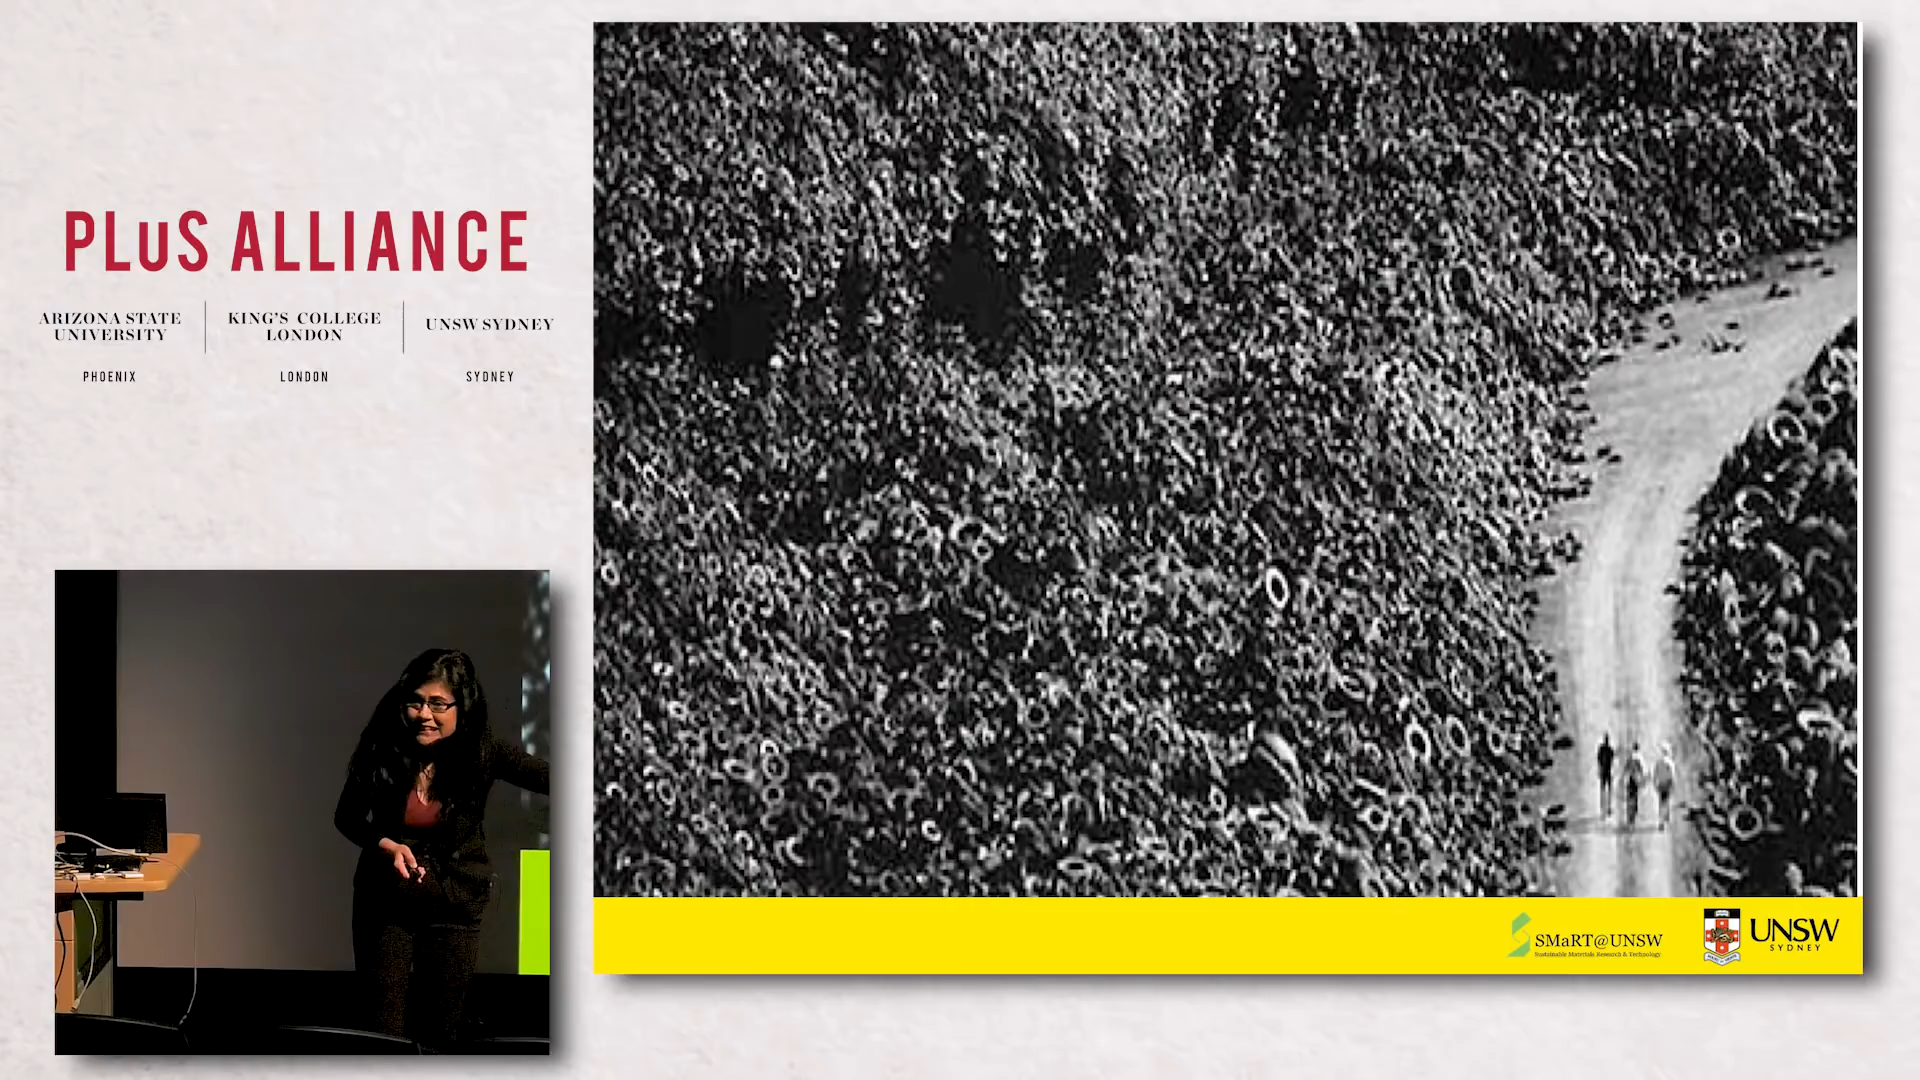 PLuS ALLIANCE
ARIZONA STATE
UNIVERSITY
PHOENIX
KING'S COLLEGE
LONDON
LONDON
UNSW SYDNEY
SYDNEY
SMaRT@UNSW
Sustainable Materials Research & Technology
UNSW
SYDNEY